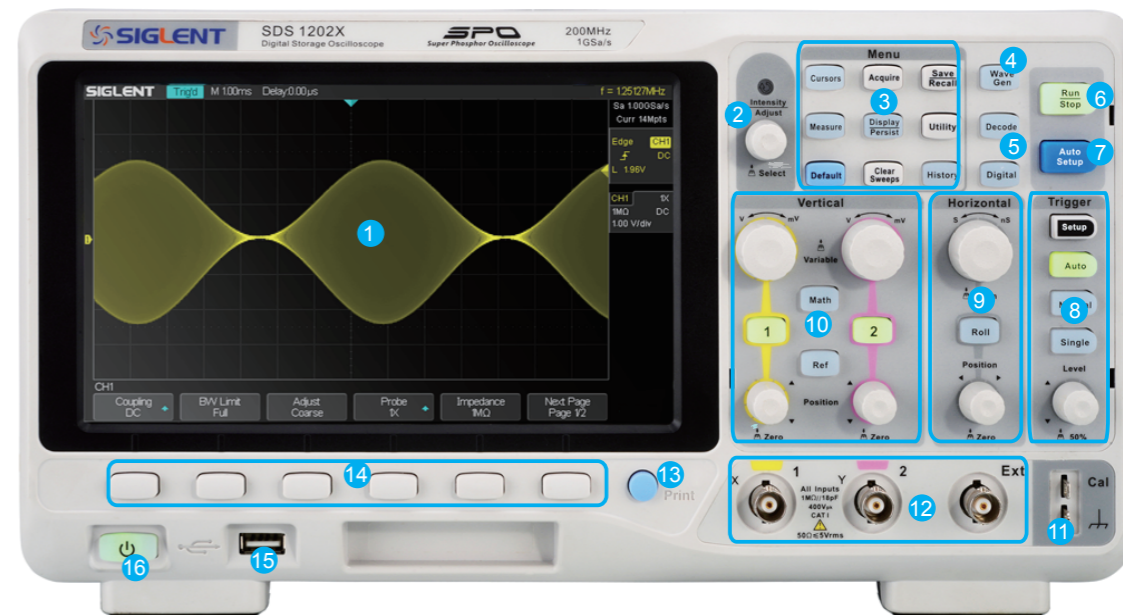 SIGLENT
SDS 1202X
Digital Storage Oscilloscope
SPO
Super Phosphor Oscilloscope
200MHz
1GSa/s
SIGLENT Trig'd M 1.00ms Delay:0.00µs f = 1.25127MHz
Sa 1.00GSa/s
Curr 14Mpts
Edge CH1
DC
L 1.96V
CH1 1X
1MΩ DC
1.00 V/div
1
CH1
Coupling
DC
BW Limit
Full
Adjust
Coarse
Probe
1X
Impedance
1MΩ
Next Page
Page 1/2
14
13
Print
16
15
Intensity
Adjust
2
Select
Menu
Cursors
Acquire
Save
Recall
3
Measure
Display
Persist
Utility
Default
Clear
Sweeps
History
4
Wave
Gen
Decode
5
Digital
Run
Stop
6
Auto
Setup
7
Vertical
V mV
V mV
Variable
Math
1
10
2
Ref
Position
Zero
Zero
Horizontal
S nS
9
Roll
Position
Zero
Trigger
Setup
Auto
8
Single
Level
50%
X 1
All Inputs
1MΩ//18pF
400Vpk
CAT I
50Ω≤5Vrms
Y 2
12
Ext
Cal
11